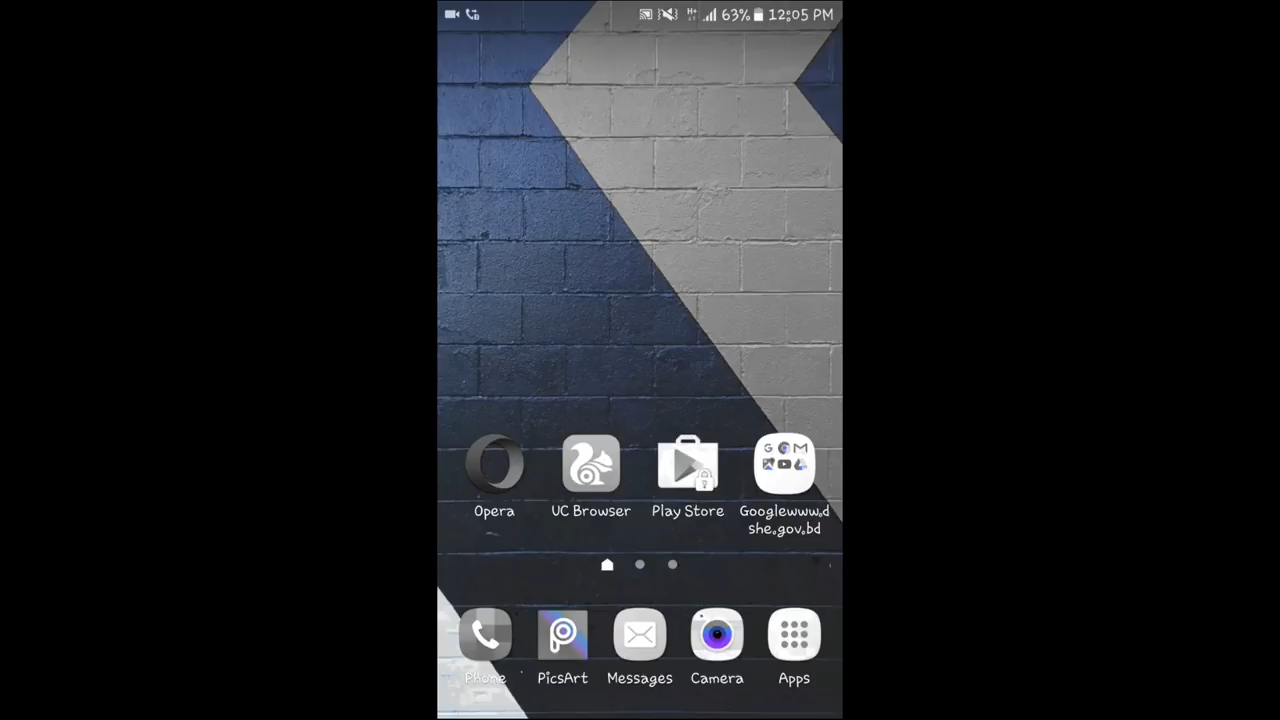 H+ 63% 12:05 PM
Opera UC Browser Play Store Googlewww.d
she.gov.bd
Phone PicsArt Messages Camera Apps